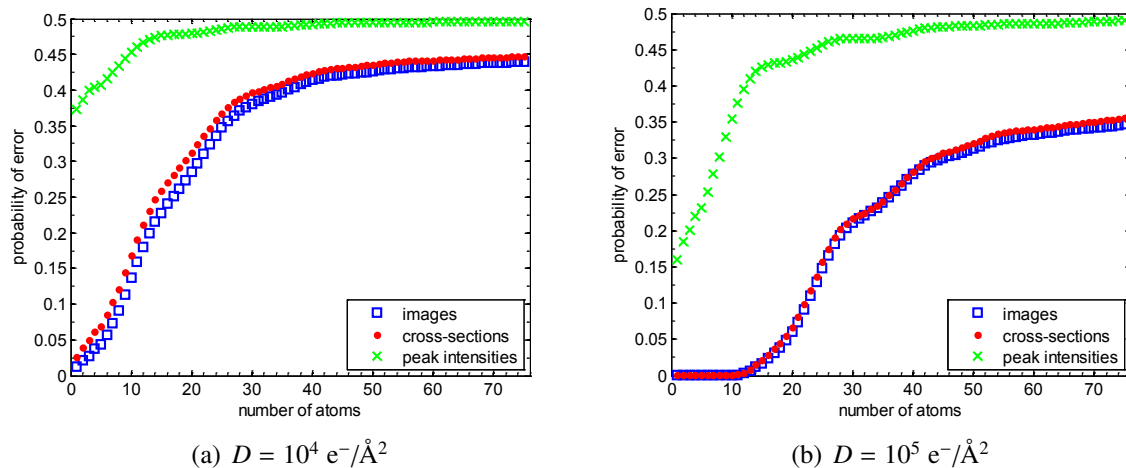 0.5
0.45
0.4
0.35
0.3
0.25
0.2
0.15
0.1
0.05
0
probability of error
0 10 20 30 40 50 60 70
number of atoms
images
cross-sections
peak intensities
(a) D = 10⁴ e⁻/Å²
0.5
0.45
0.4
0.35
0.3
0.25
0.2
0.15
0.1
0.05
0
probability of error
0 10 20 30 40 50 60 70
number of atoms
images
cross-sections
peak intensities
(b) D = 10⁵ e⁻/Å²